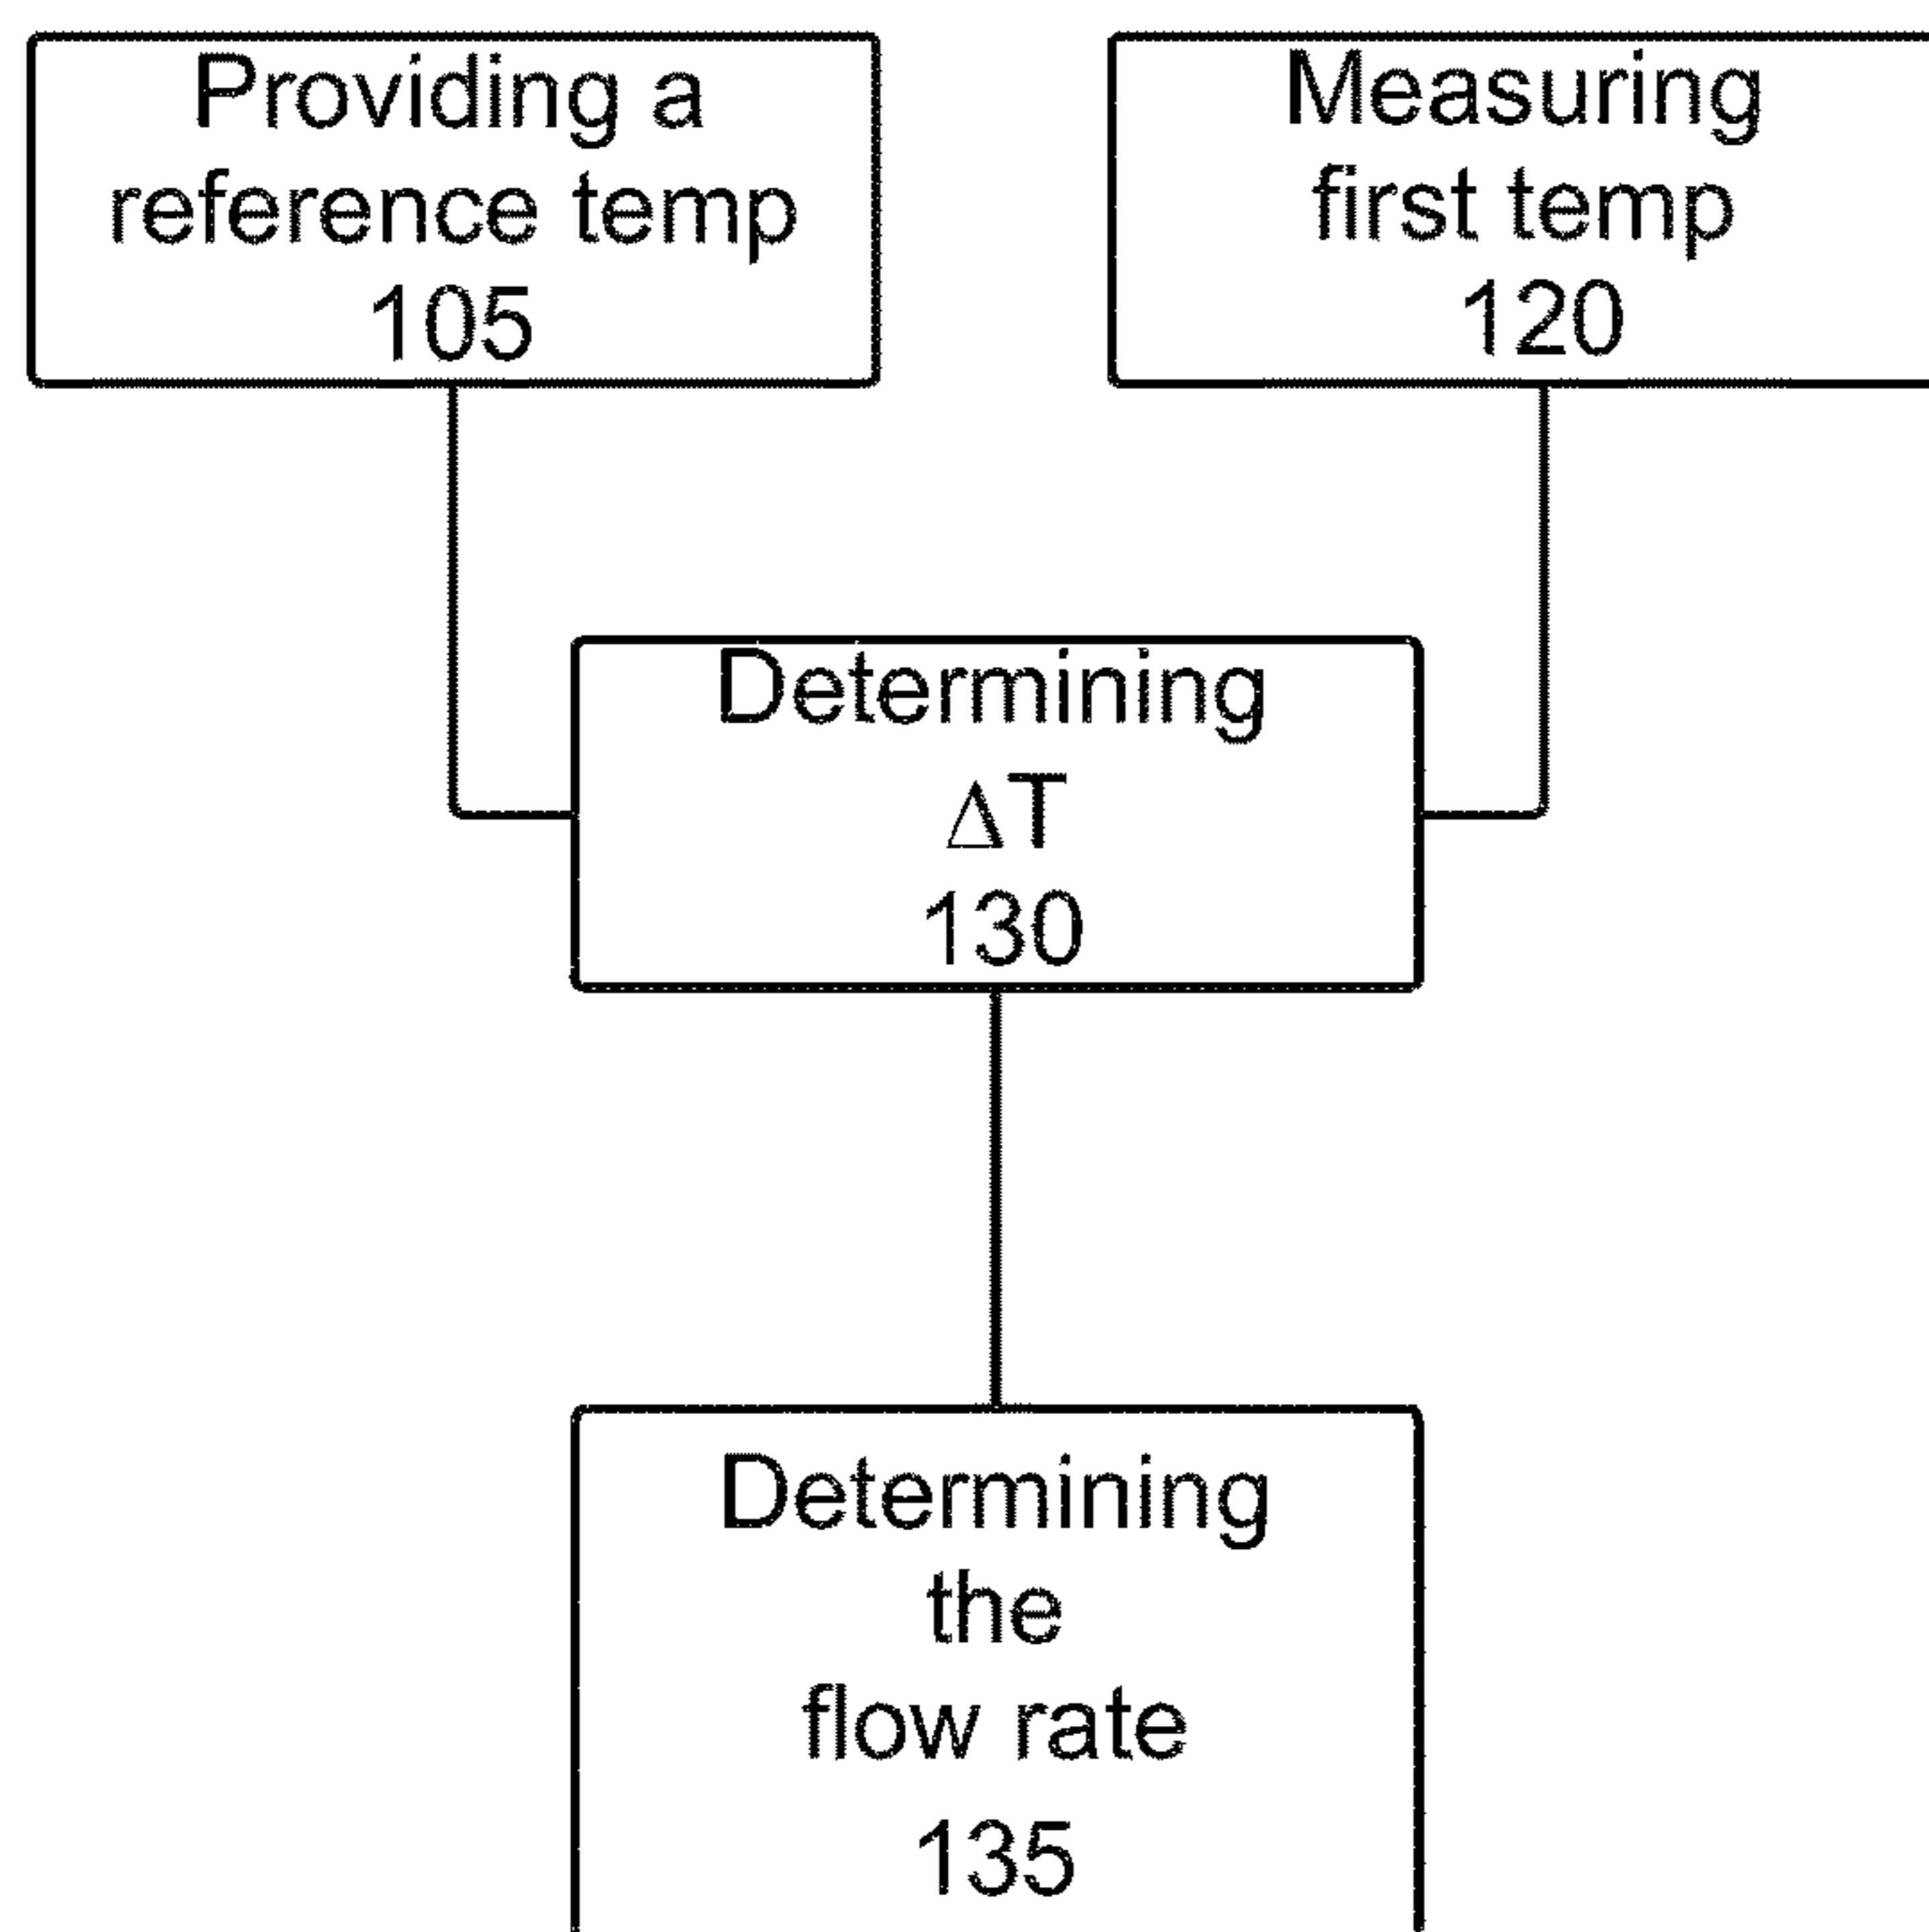 Providing a
reference temp
105
Measuring
first temp
120
Determining
ΔT
130
Determining
the
flow rate
135